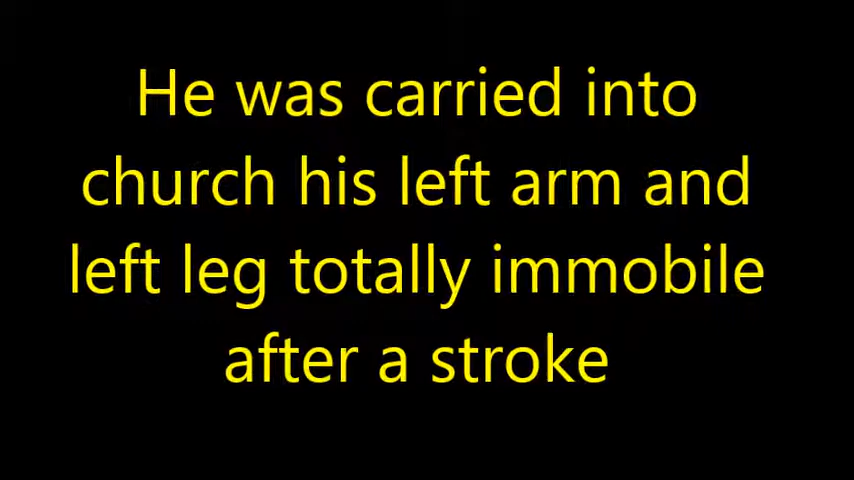 He was carried into
church his left arm and
left leg totally immobile
after a stroke